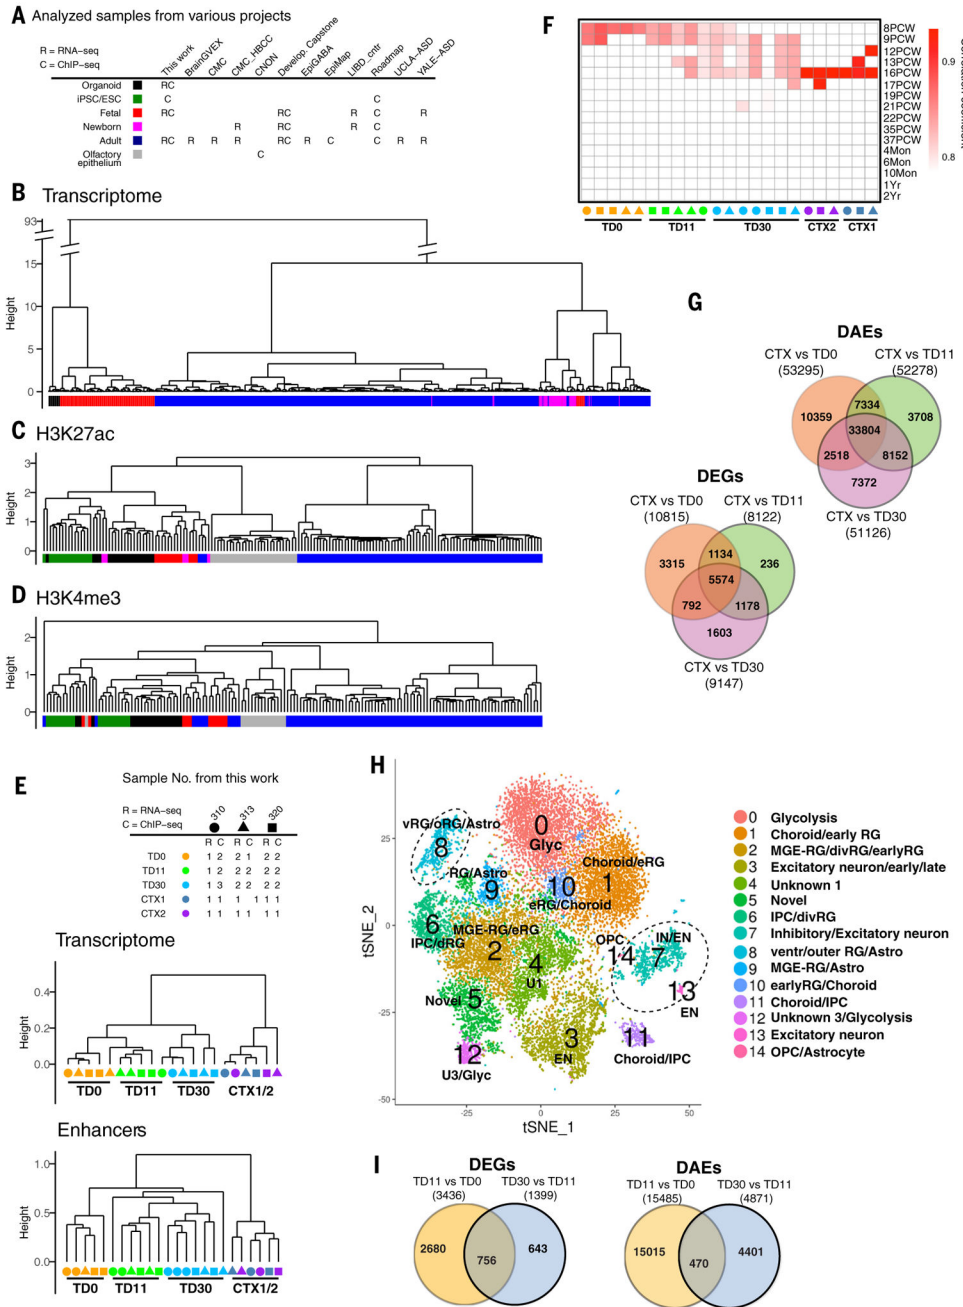 A Analyzed samples from various projects
R = RNA-seq
C = ChIP-seq
This work BrainGVEX CMC CMC_HBCC CNON Develop. Capstone EpiGABA EpiMap LIBD_cntr Roadmap UCLA-ASD YALE-ASD
Organoid RC
iPSC/ESC C C
Fetal RC RC R C R
Newborn R RC R C
Adult RC R R R RC R C R C R R
Olfactory epithelium C
B Transcriptome
Height
93
15
10
5
0
C H3K27ac
Height
3
2
1
0
D H3K4me3
Height
2
1
0
E Sample No. from this work
R = RNA-seq
C = ChIP-seq
310 313 320
R C R C R C
TD0 1 2 2 1 2 2
TD11 1 2 2 2 2 2
TD30 1 3 2 2 2 2
CTX1 1 1 1 1 1 1
CTX2 1 1 1 1 1
Transcriptome
Height
0.4
0.2
0.0
TD0 TD11 TD30 CTX1/2
Enhancers
Height
1.0
0.5
0.0
TD0 TD11 TD30 CTX1/2
F
8PCW
9PCW
12PCW
13PCW
16PCW
17PCW
19PCW
21PCW
22PCW
35PCW
37PCW
4Mon
6Mon
10Mon
1Yr
2Yr
TD0 TD11 TD30 CTX2 CTX1
0.9
0.8
G
DAEs
CTX vs TD0
(53295)
CTX vs TD11
(52278)
10359 7334 3708
33804
2518 8152
7372
CTX vs TD30
(51126)
DEGs
CTX vs TD0
(10815)
CTX vs TD11
(8122)
3315 1134 236
5574
792 1178
1603
CTX vs TD30
(9147)
H
tSNE_2
25
0
-25
-50
-25 0 25 50
tSNE_1
vRG/oRG/Astro
8
0
Glyc
Choroid/eRG
1
RG/Astro
9
10
eRG/Choroid
6
IPC/dRG
MGE-RG/eRG
2
4
U1
OPC
14
IN/EN
7
13
EN
Novel
5
3
EN
11
Choroid/IPC
12
U3/Glyc
0 Glycolysis
1 Choroid/early RG
2 MGE-RG/divRG/earlyRG
3 Excitatory neuron/early/late
4 Unknown 1
5 Novel
6 IPC/divRG
7 Inhibitory/Excitatory neuron
8 ventr/outer RG/Astro
9 MGE-RG/Astro
10 earlyRG/Choroid
11 Choroid/IPC
12 Unknown 3/Glycolysis
13 Excitatory neuron
14 OPC/Astrocyte
I
DEGs
TD11 vs TD0
(3436)
TD30 vs TD11
(1399)
2680 756 643
DAEs
TD11 vs TD0
(15485)
TD30 vs TD11
(4871)
15015 470 4401